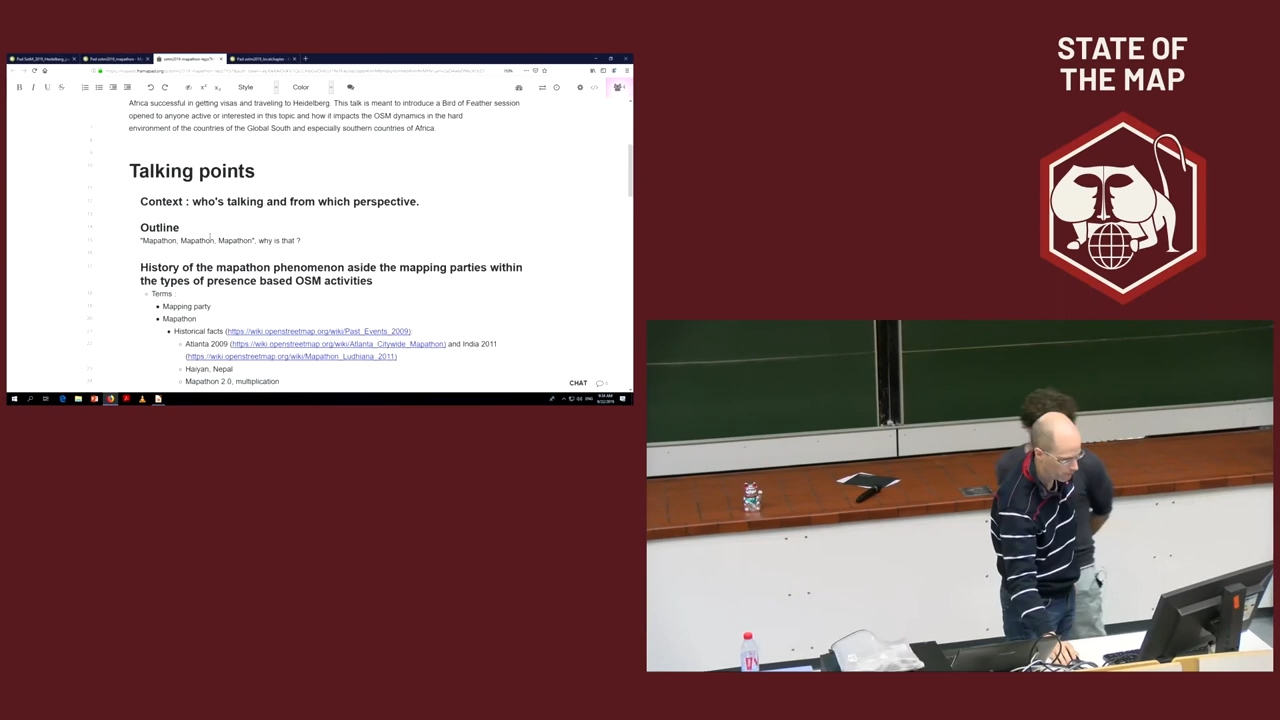 STATE OF
THE MAP
Style
Color
Africa successful in getting visas and traveling to Heidelberg. This talk is meant to introduce a Bird of Feather session
opened to anyone active or interested in this topic and how it impacts the OSM dynamics in the hard
environment of the countries of the Global South and especially southern countries of Africa.
Talking points
Context : who's talking and from which perspective.
Outline
"Mapathon, Mapathon, Mapathon", why is that ?
History of the mapathon phenomenon aside the mapping parties within
the types of presence based OSM activities
Terms :
Mapping party
Mapathon
Historical facts (https://wiki.openstreetmap.org/wiki/Past_Events_2009):
Atlanta 2009 (https://wiki.openstreetmap.org/wiki/Atlanta_Citywide_Mapathon) and India 2011
(https://wiki.openstreetmap.org/wiki/Mapathon_Ludhiana_2011)
Haiyan, Nepal
Mapathon 2.0, multiplication
CHAT